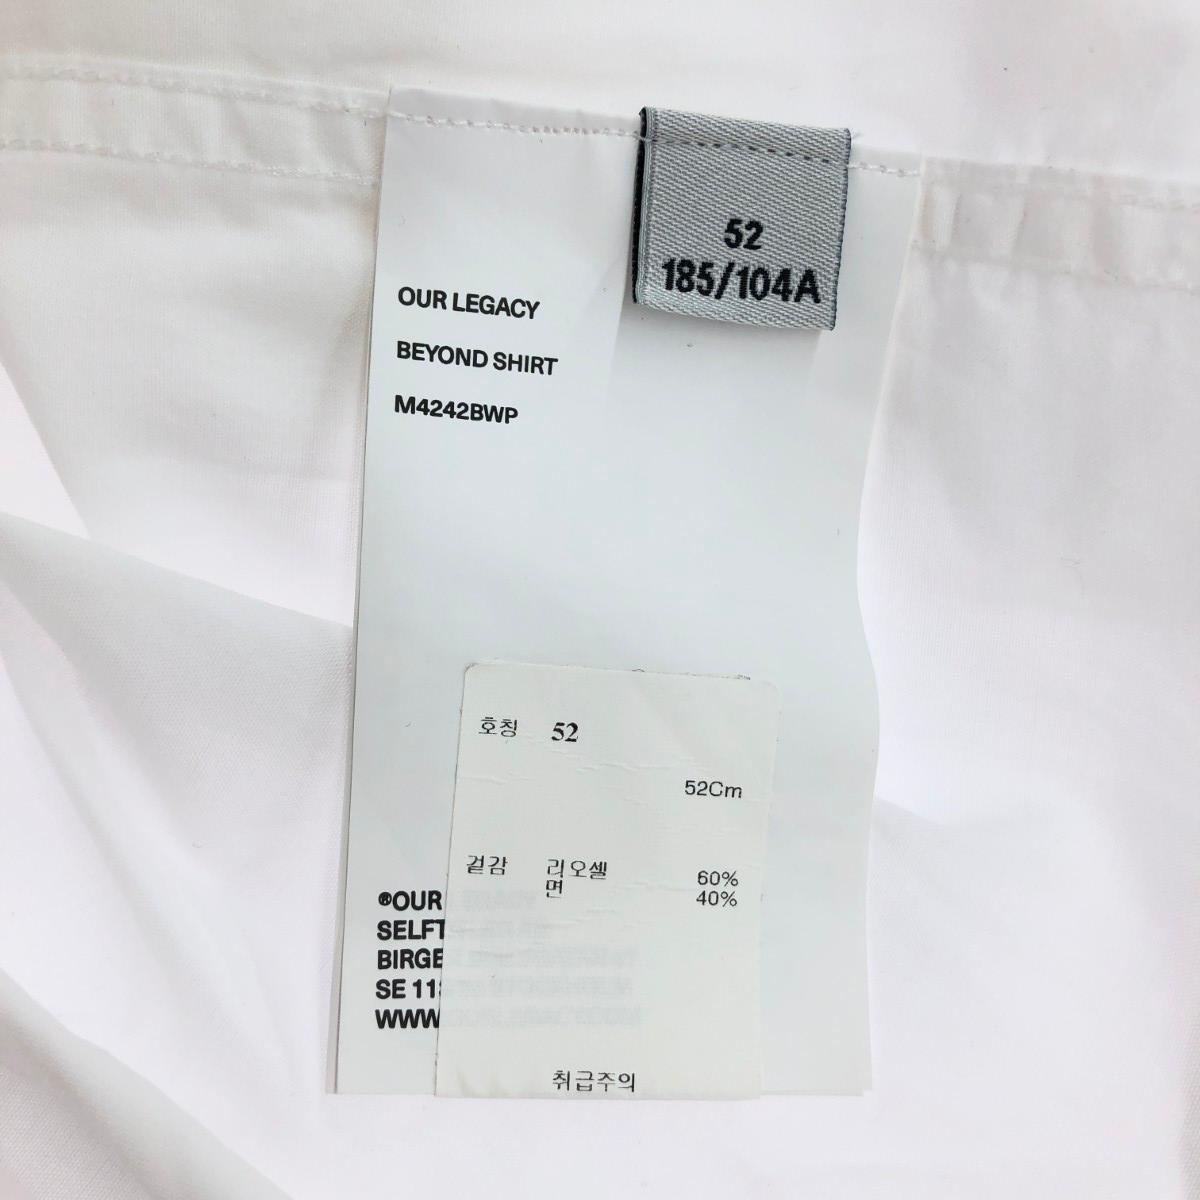 52
185/104A
OUR LEGACY
BEYOND SHIRT
M4242BWP
호칭 52
52Cm
겉감 리오셀 60%
면 40%
®OUR
SELFT
BIRGE
SE 11
WWW
취급주의